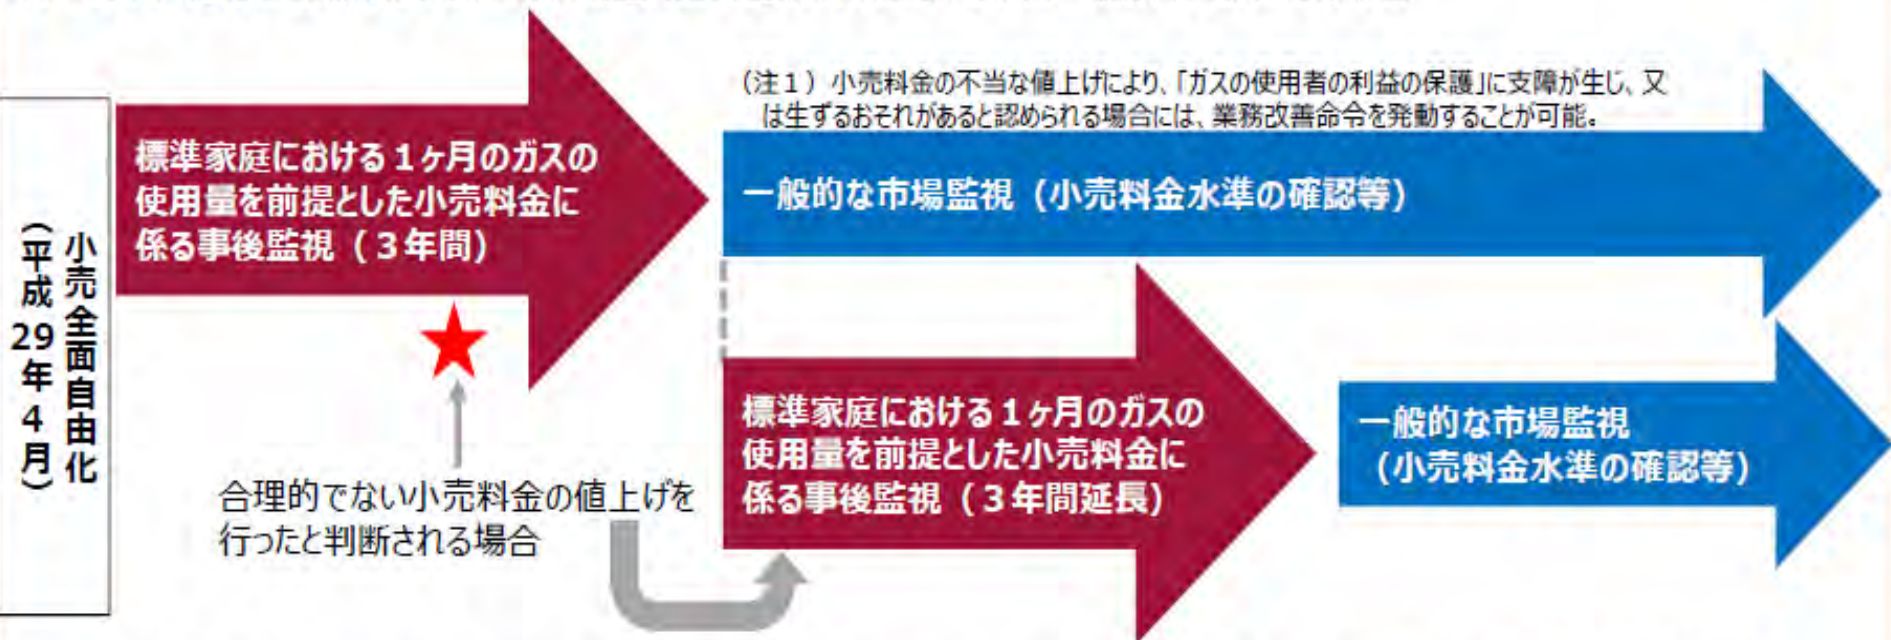 小売全面自由化
（平成29年4月）
標準家庭における１ヶ月のガスの
使用量を前提とした小売料金に
係る事後監視（３年間）
（注１）小売料金の不当な値上げにより、「ガスの使用者の利益の保護」に支障が生じ、又
は生ずるおそれがあると認められる場合には、業務改善命令を発動することが可能。
一般的な市場監視（小売料金水準の確認等）
合理的でない小売料金の値上げを
行ったと判断される場合
標準家庭における１ヶ月のガスの
使用量を前提とした小売料金に
係る事後監視（３年間延長）
一般的な市場監視
（小売料金水準の確認等）